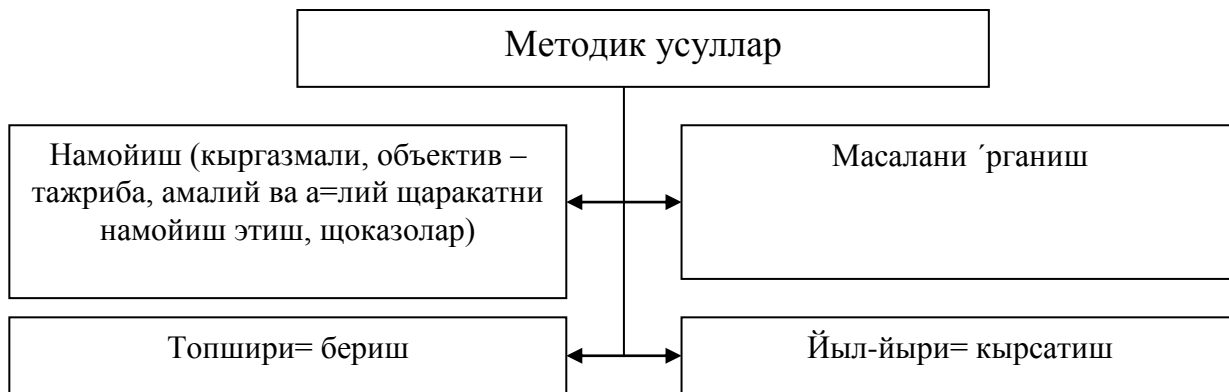 Методик усуллар
Намойиш (кыргазмали, объектив –
тажриба, амалий ва а=лий щаракатни
намойиш этиш, щоказолар)
Масалани ´рганиш
Топшири= бериш
Йыл-йыри= кырсатиш